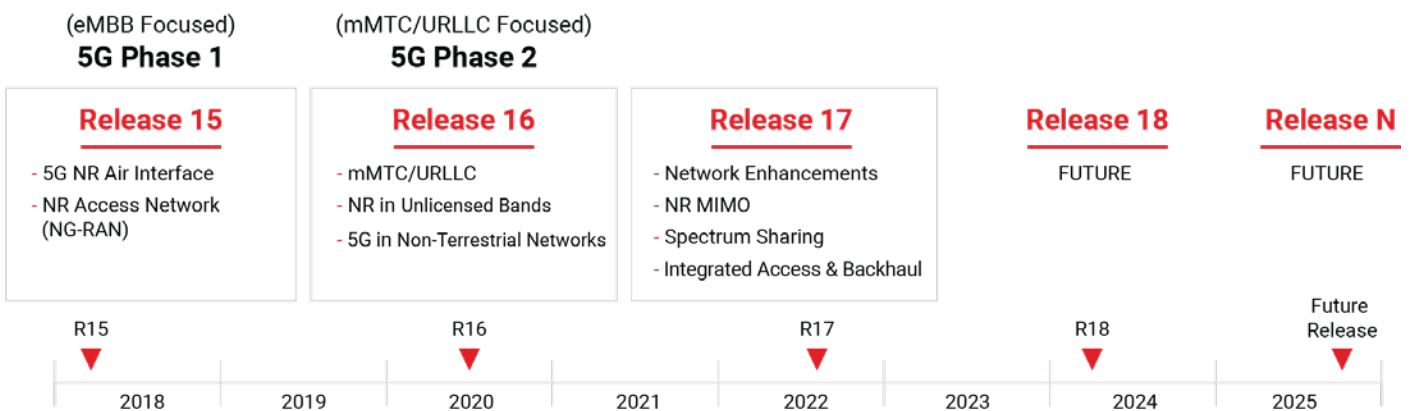 (eMBB Focused)
5G Phase 1
(mMTC/URLLC Focused)
5G Phase 2
Release 15
- 5G NR Air Interface
- NR Access Network
(NG-RAN)
Release 16
- mMTC/URLLC
- NR in Unlicensed Bands
- 5G in Non-Terrestrial Networks
Release 17
- Network Enhancements
- NR MIMO
- Spectrum Sharing
- Integrated Access & Backhaul
Release 18
FUTURE
Release N
FUTURE
R15
R16
R17
R18
Future
Release
2018
2019
2020
2021
2022
2023
2024
2025